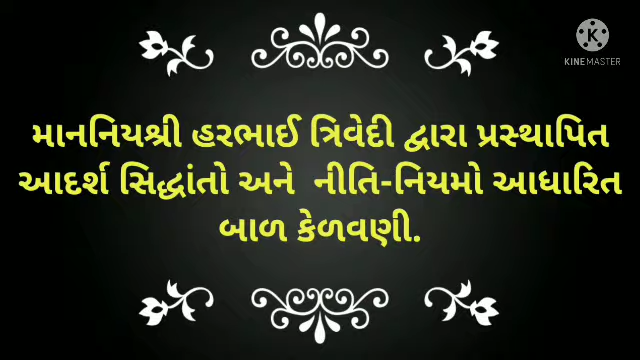 K
KINEMASTER
માનનિયશ્રી હરભાઈ ત્રિવેદી દ્વારા પ્રસ્થાપિત
આદર્શ સિદ્ધાંતો અને નીતિ-નિયમો આધારિત
બાળ કેળવણી.